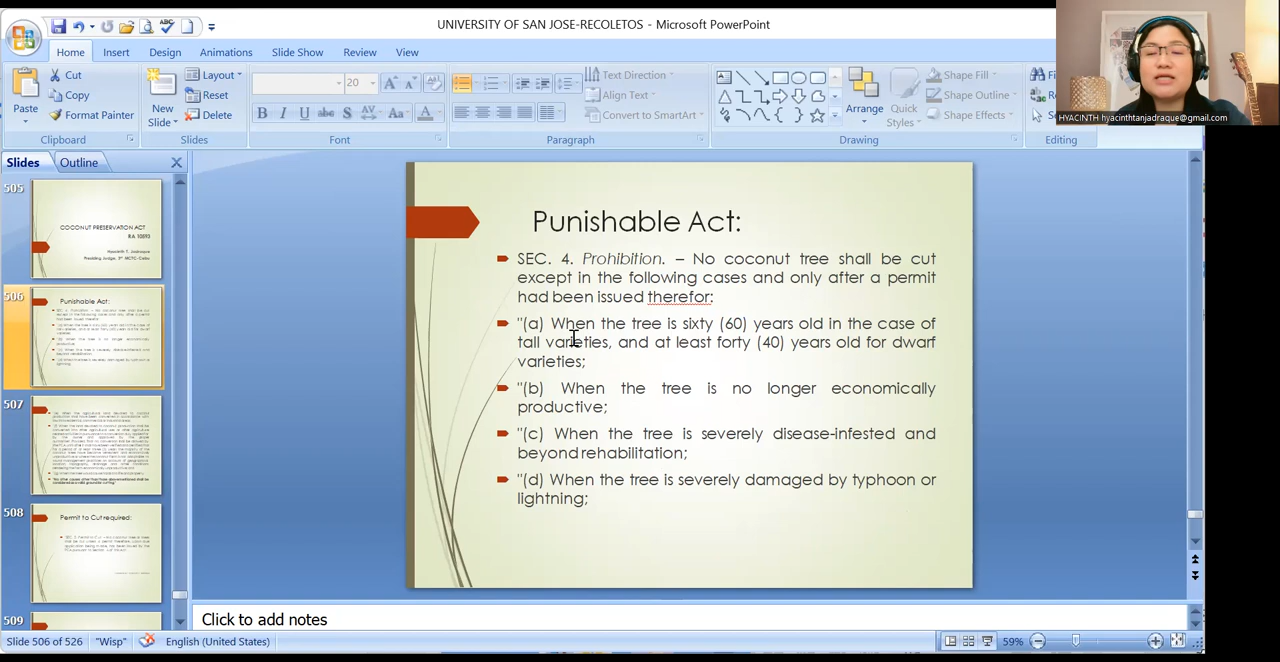 UNIVERSITY OF SAN JOSE-RECOLETOS - Microsoft PowerPoint
Home Insert Design Animations Slide Show Review View
Paste
Cut
Copy
Format Painter
Clipboard
New
Slide
Layout
Reset
Delete
Slides
20
Font
Text Direction
Align Text
Convert to SmartArt
Paragraph
Arrange
Quick
Styles
Shape Fill
Shape Outline
Shape Effects
Drawing
Editing
HYACINTH hyacinthtanjadraque@gmail.com
Slides Outline
505
COCONUT PRESERVATION ACT
RA 10593
506
Punishable Act:
507
508
Permit to Cut required:
509
Punishable Act:
SEC. 4. Prohibition. – No coconut tree shall be cut
except in the following cases and only after a permit
had been issued therefor:
"(a) When the tree is sixty (60) years old in the case of
tall varieties, and at least forty (40) years old for dwarf
varieties;
"(b) When the tree is no longer economically
productive;
"(c) When the tree is severely disease-infested and
beyond rehabilitation;
"(d) When the tree is severely damaged by typhoon or
lightning;
Click to add notes
Slide 506 of 526 "Wisp" English (United States) 59%